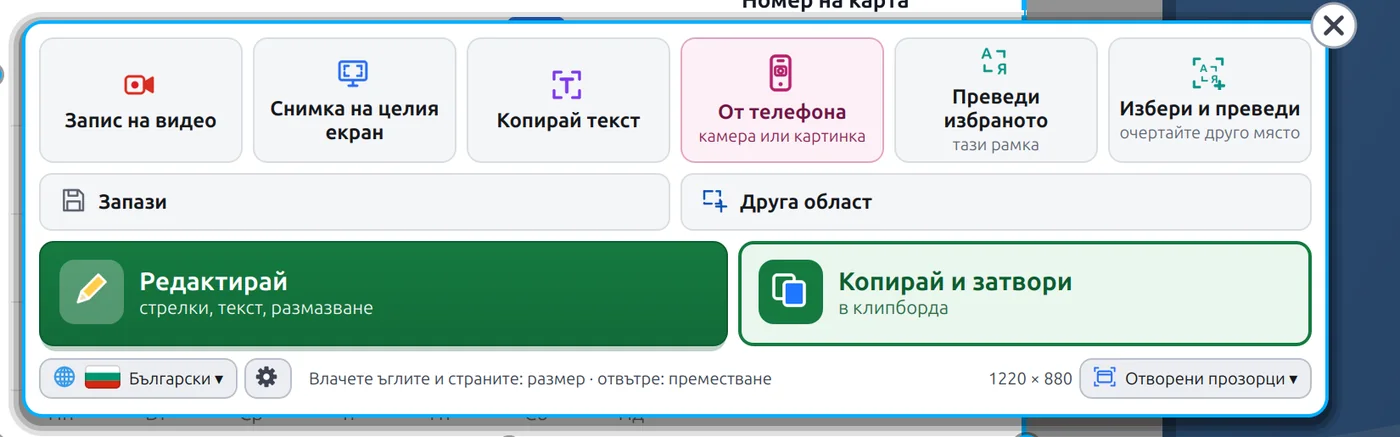 Номер на карта
Запис на видео
Снимка на целия
екран
Копирай текст
От телефона
камера или картинка
Преведи
избраното
тази рамка
Избери и преведи
очертайте друго място
Запази
Друга област
Редактирай
стрелки, текст, размазване
Копирай и затвори
в клипборда
Български ▾
Влачете ъглите и страните: размер · отвътре: преместване
1220 × 880
Отворени прозорци ▾